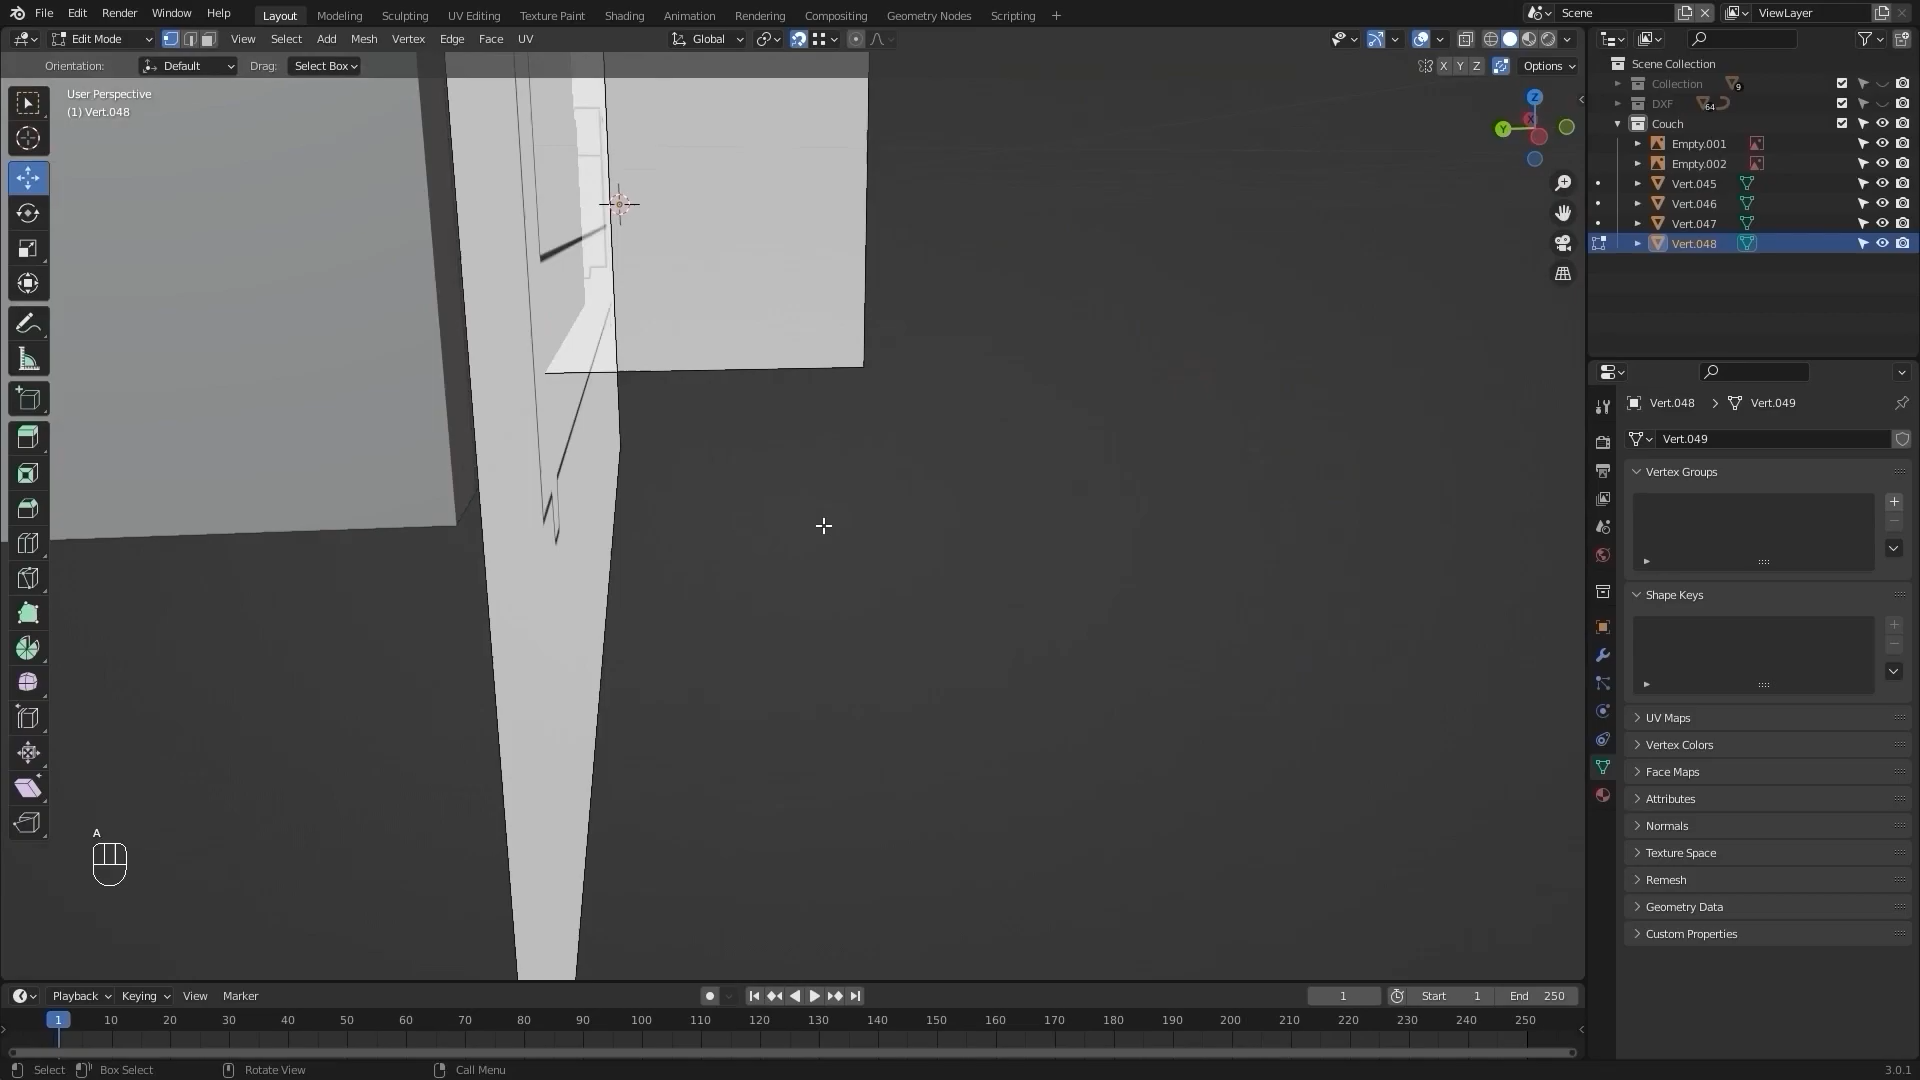 File Edit Render Window Help Layout Modeling Sculpting UV Editing Texture Paint Shading Animation Rendering Compositing Geometry Nodes Scripting + Scene ViewLayer
Edit Mode View Select Add Mesh Vertex Edge Face UV Global
Orientation: Default Drag: Select Box X Y Z Options
User Perspective
(1) Vert.048
Z
Y
X
A
Scene Collection
Collection 9
DXF 64
Couch
Empty.001
Empty.002
Vert.045
Vert.046
Vert.047
Vert.048
Vert.048 > Vert.049
Vert.049
Vertex Groups
Shape Keys
UV Maps
Vertex Colors
Face Maps
Attributes
Normals
Texture Space
Remesh
Geometry Data
Custom Properties
Playback Keying View Marker 1 Start 1 End 250
1 10 20 30 40 50 60 70 80 90 100 110 120 130 140 150 160 170 180 190 200 210 220 230 240 250
Select Box Select Rotate View Call Menu 3.0.1